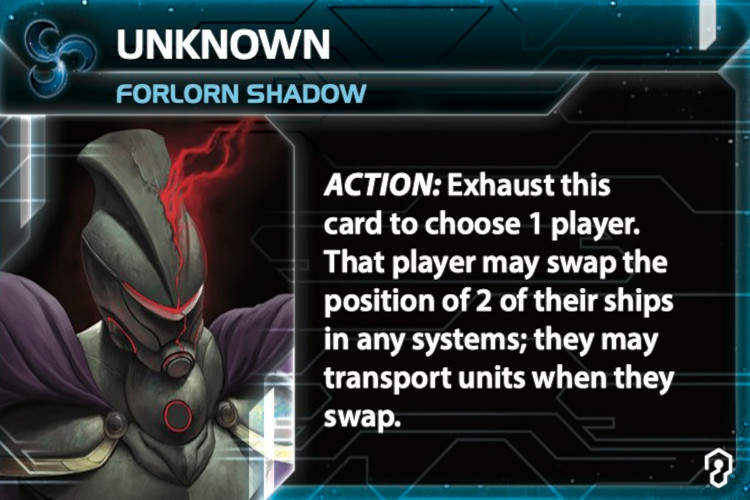 UNKNOWN
FORLORN SHADOW
ACTION: Exhaust this
card to choose 1 player.
That player may swap the
position of 2 of their ships
in any systems; they may
transport units when they
swap.